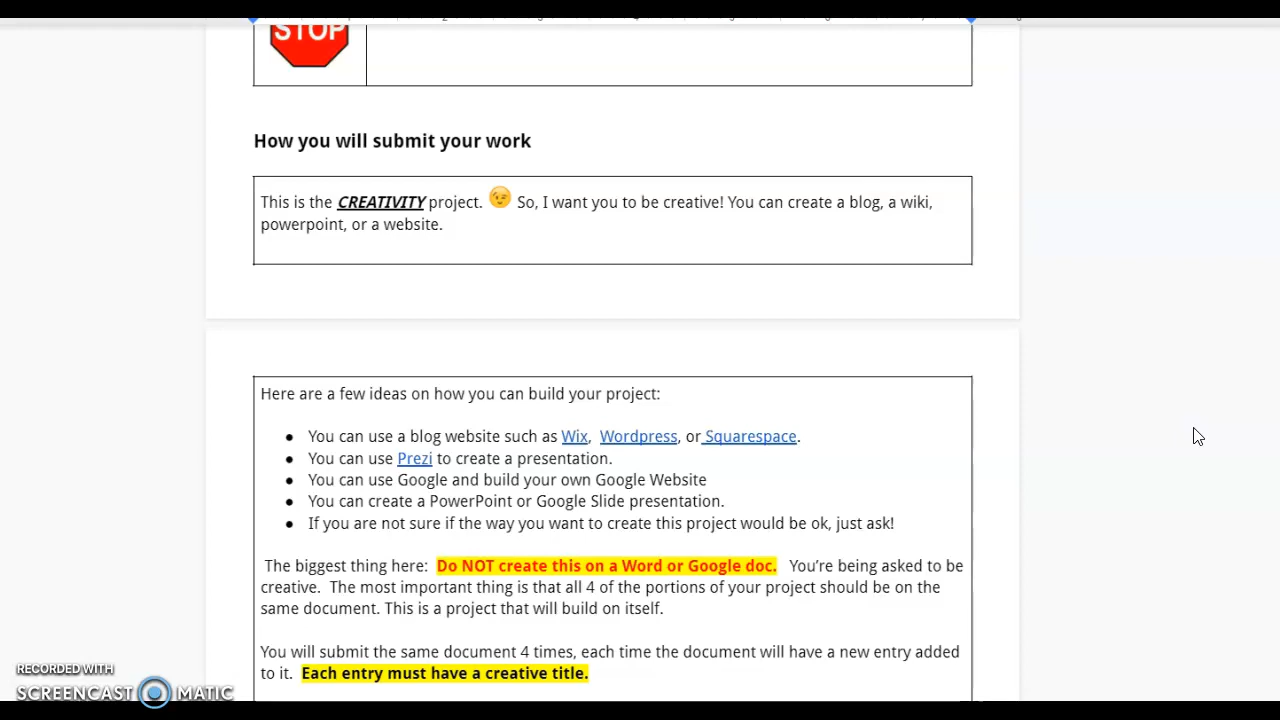 STOP
How you will submit your work
This is the CREATIVITY project. 😉 So, I want you to be creative! You can create a blog, a wiki,
powerpoint, or a website.
Here are a few ideas on how you can build your project:
● You can use a blog website such as Wix,  Wordpress, or Squarespace.
● You can use Prezi to create a presentation.
● You can use Google and build your own Google Website
● You can create a PowerPoint or Google Slide presentation.
● If you are not sure if the way you want to create this project would be ok, just ask!
The biggest thing here:  Do NOT create this on a Word or Google doc.   You’re being asked to be
creative.  The most important thing is that all 4 of the portions of your project should be on the
same document. This is a project that will build on itself.
You will submit the same document 4 times, each time the document will have a new entry added
to it.  Each entry must have a creative title.
RECORDED WITH
SCREENCAST MATIC